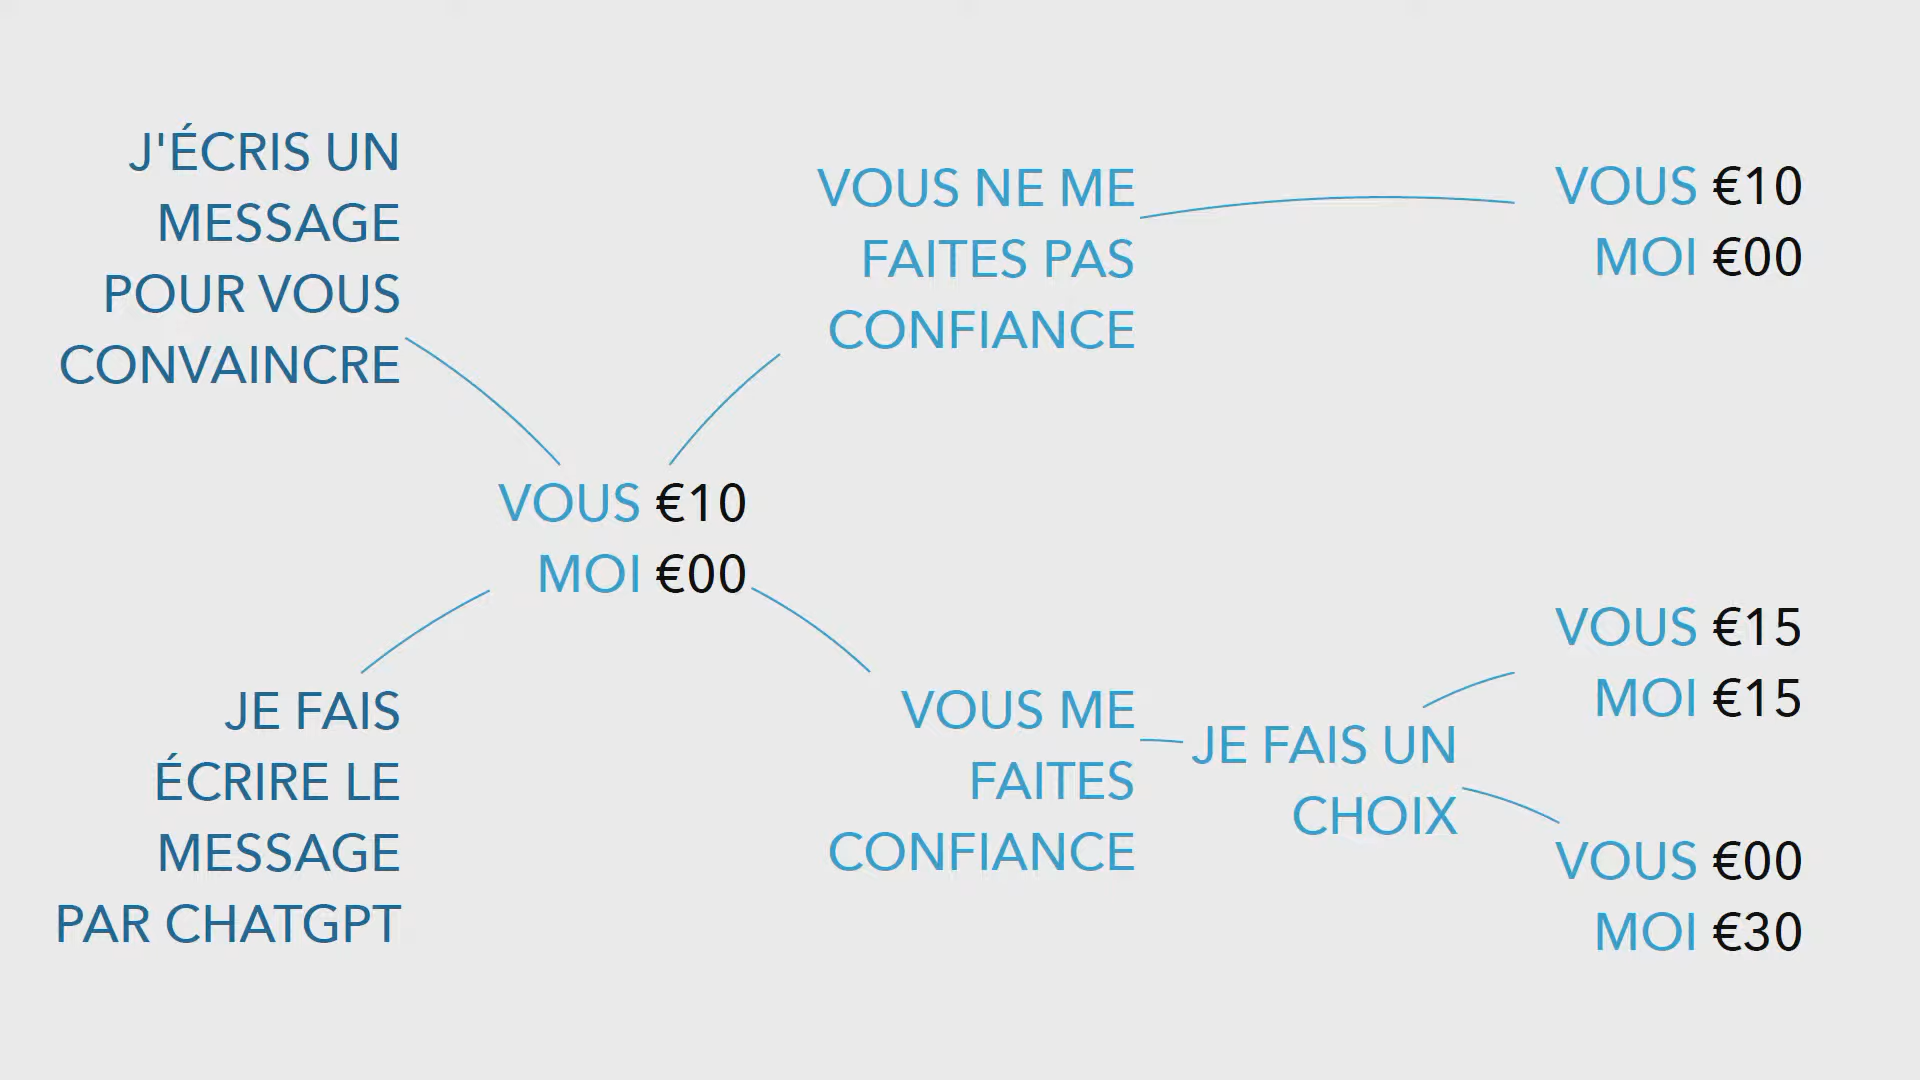 J'ÉCRIS UN
MESSAGE
POUR VOUS
CONVAINCRE
JE FAIS
ÉCRIRE LE
MESSAGE
PAR CHATGPT
VOUS €10
MOI €00
VOUS NE ME
FAITES PAS
CONFIANCE
VOUS €10
MOI €00
VOUS ME
FAITES
CONFIANCE
JE FAIS UN
CHOIX
VOUS €15
MOI €15
VOUS €00
MOI €30